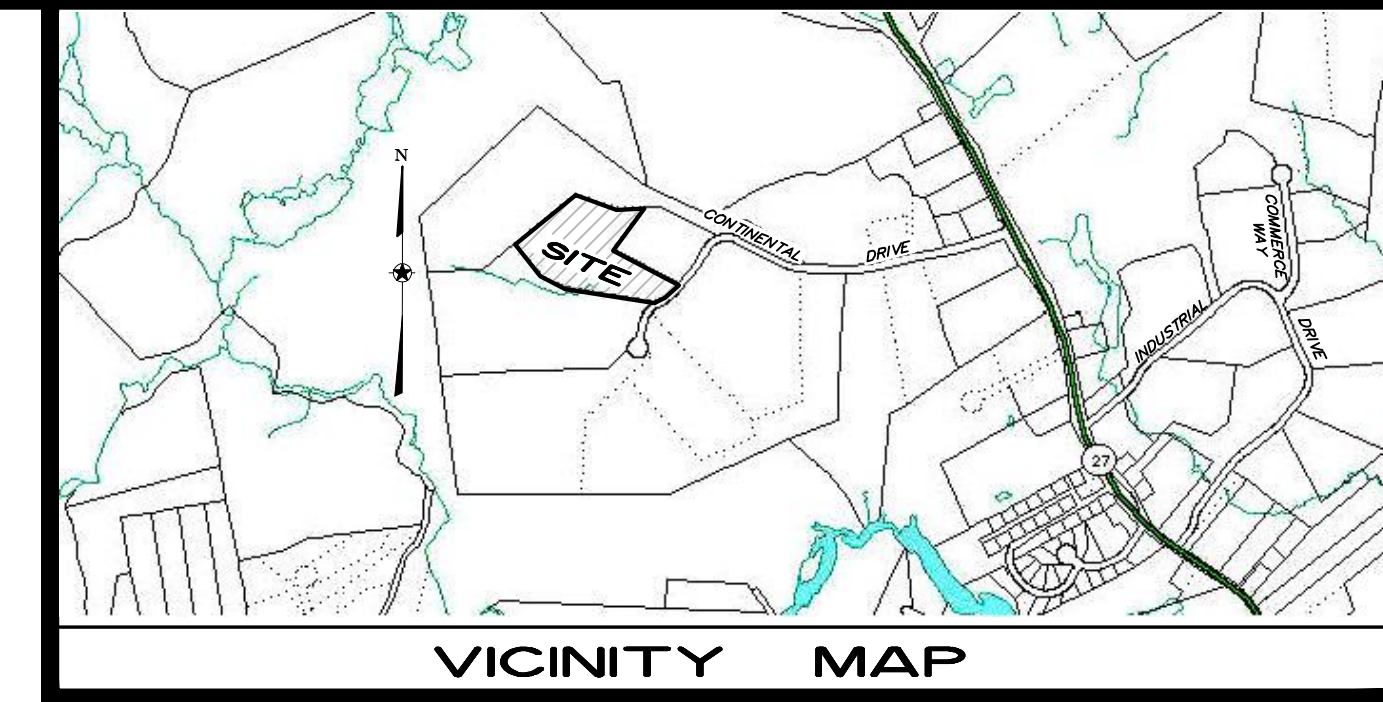 N
CONTINENTAL
DRIVE
SITE
COMMERCE
WAY
INDUSTRIAL
DRIVE
27
VICINITY MAP